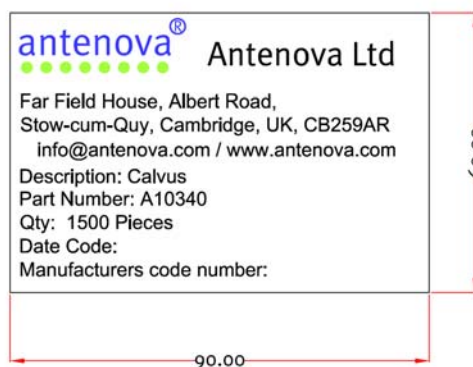 antenova®
Antenova Ltd
Far Field House, Albert Road,
Stow-cum-Quy, Cambridge, UK, CB259AR
info@antenova.com / www.antenova.com
Description: Calvus
Part Number: A10340
Qty: 1500 Pieces
Date Code:
Manufacturers code number:
90.00